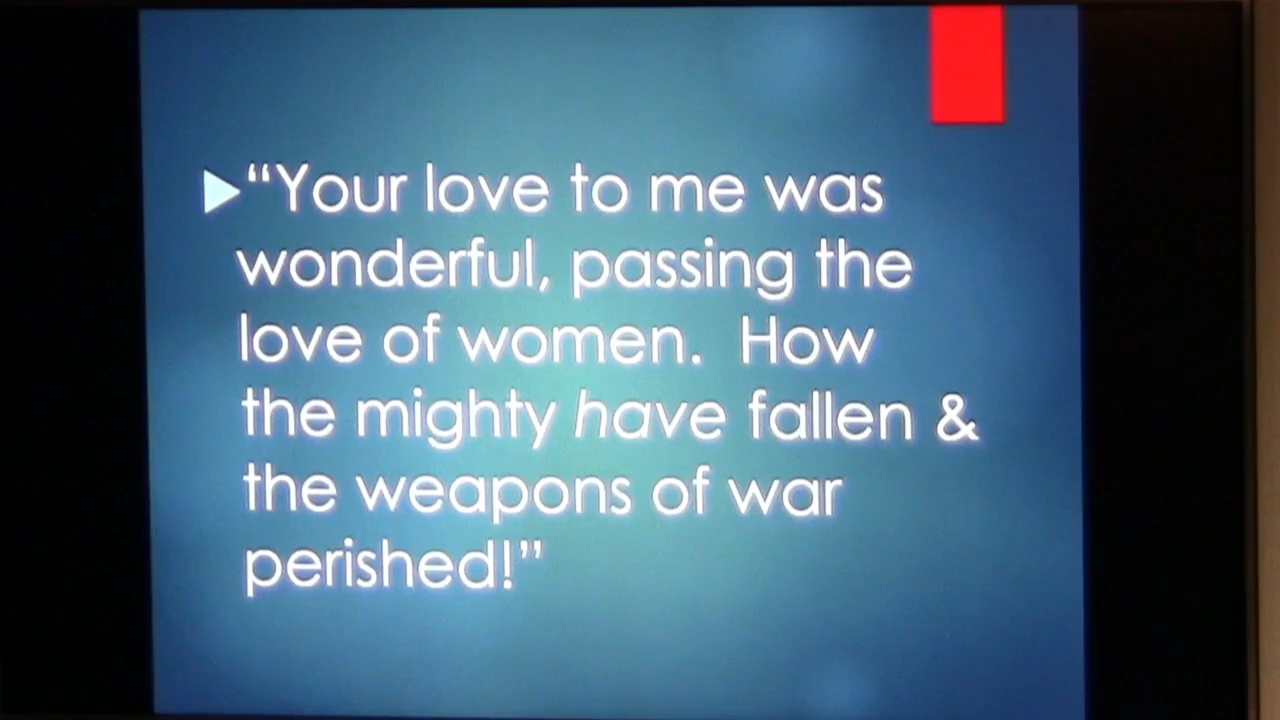 “Your love to me was
wonderful, passing the
love of women.  How
the mighty have fallen &
the weapons of war
perished!”